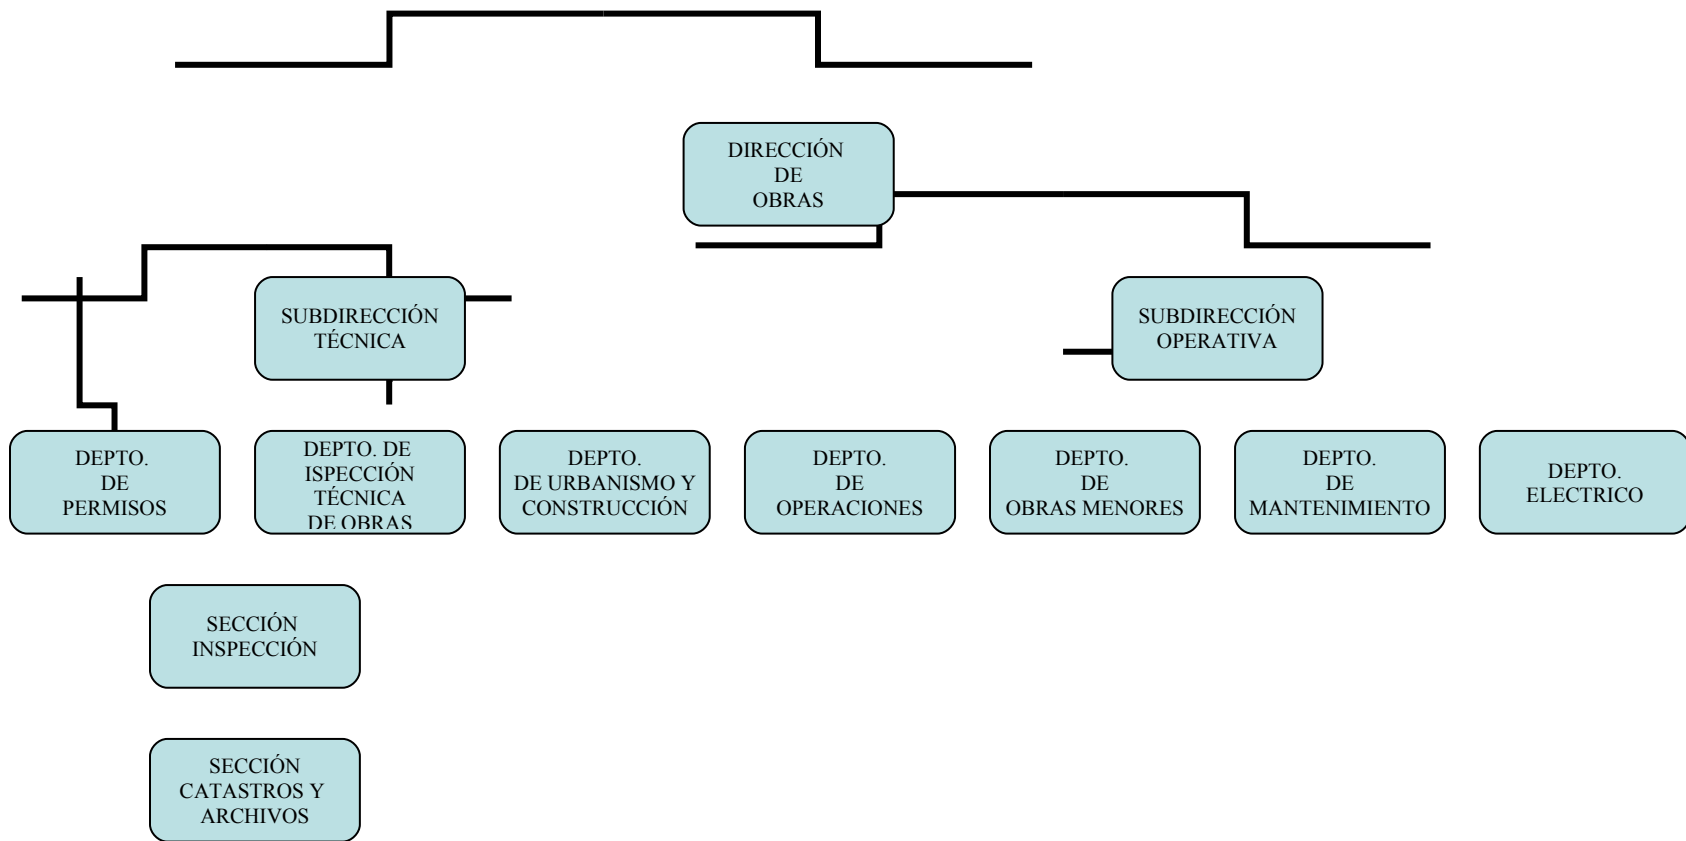 DIRECCIÓN
DE
OBRAS
SUBDIRECCIÓN
TÉCNICA
SUBDIRECCIÓN
OPERATIVA
DEPTO.
DE
PERMISOS
DEPTO. DE
ISPECCIÓN
TÉCNICA
DE OBRAS
DEPTO.
DE URBANISMO Y
CONSTRUCCIÓN
DEPTO.
DE
OPERACIONES
DEPTO.
DE
OBRAS MENORES
DEPTO.
DE
MANTENIMIENTO
DEPTO.
ELECTRICO
SECCIÓN
INSPECCIÓN
SECCIÓN
CATASTROS Y
ARCHIVOS